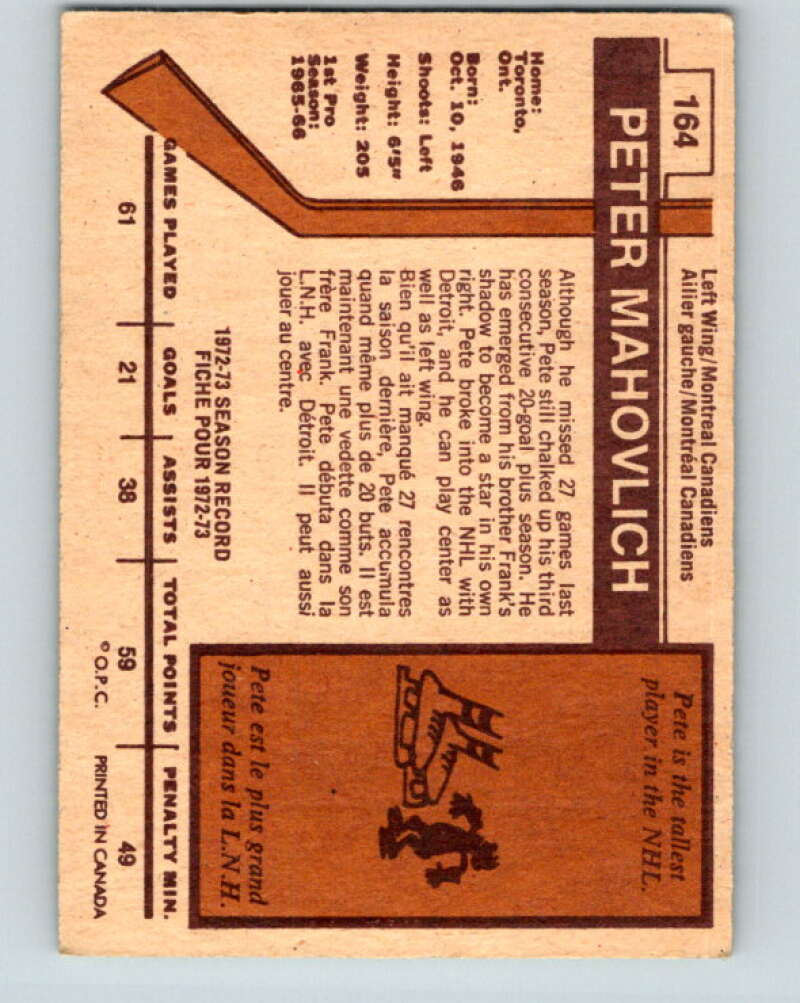 164
Left Wing/Montreal Canadiens
Ailier gauche/Montréal Canadiens
PETER MAHOVLICH
Home:
Toronto,
Ont.
Born:
Oct. 10, 1946
Shoots: Left
Height: 6'5"
Weight: 205
1st Pro
Season:
1965-66
Although he missed 27 games last
season, Pete still chalked up his third
consecutive 20-goal plus season. He
has emerged from his brother Frank's
shadow to become a star in his own
right. Pete broke into the NHL with
Detroit, and he can play center as
well as left wing.
Bien qu'il ait manqué 27 rencontres
la saison dernière, Pete accumula
quand même plus de 20 buts. Il est
maintenant une vedette comme son
frère Frank. Pete débuta dans la
L.N.H. avec Détroit. Il peut aussi
jouer au centre.
Pete is the tallest
player in the NHL.
Pete est le plus grand
joueur dans la L.N.H.
1972-73 SEASON RECORD
FICHE POUR 1972-73
GAMES PLAYED GOALS ASSISTS TOTAL POINTS PENALTY MIN.
61 21 38 59 49
© O.P.C. PRINTED IN CANADA